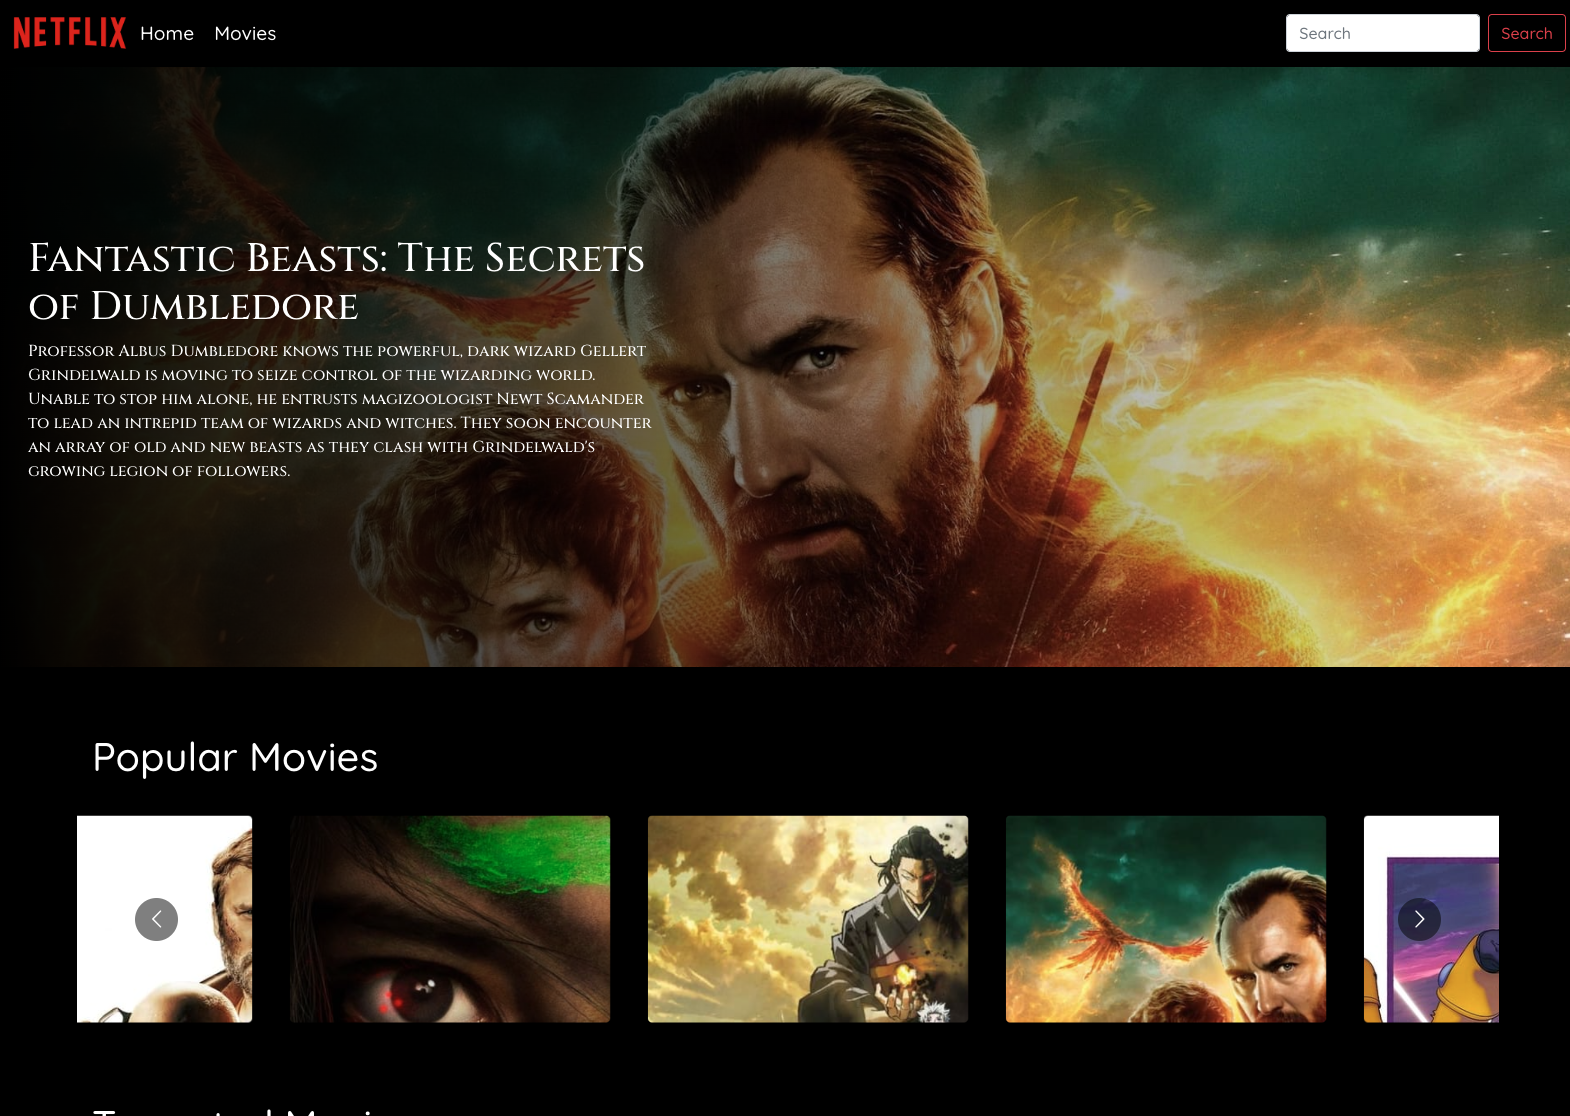 NETFLIX Home Movies Search Search
Fantastic Beasts: The Secrets
of Dumbledore
Professor Albus Dumbledore knows the powerful, dark wizard Gellert
Grindelwald is moving to seize control of the wizarding world.
Unable to stop him alone, he entrusts magizoologist Newt Scamander
to lead an intrepid team of wizards and witches. They soon encounter
an array of old and new beasts as they clash with Grindelwald's
growing legion of followers.
Popular Movies